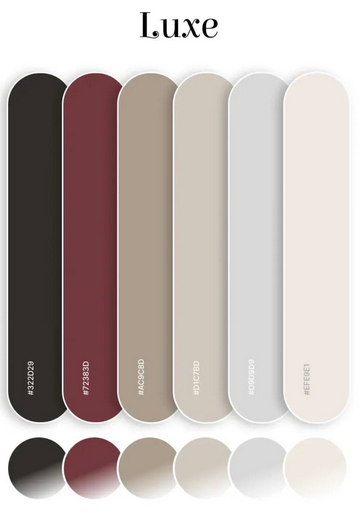 Luxe
#322D29
#72383D
#AC9C8D
#D1C7BD
#D9D9D9
#EFE9E1